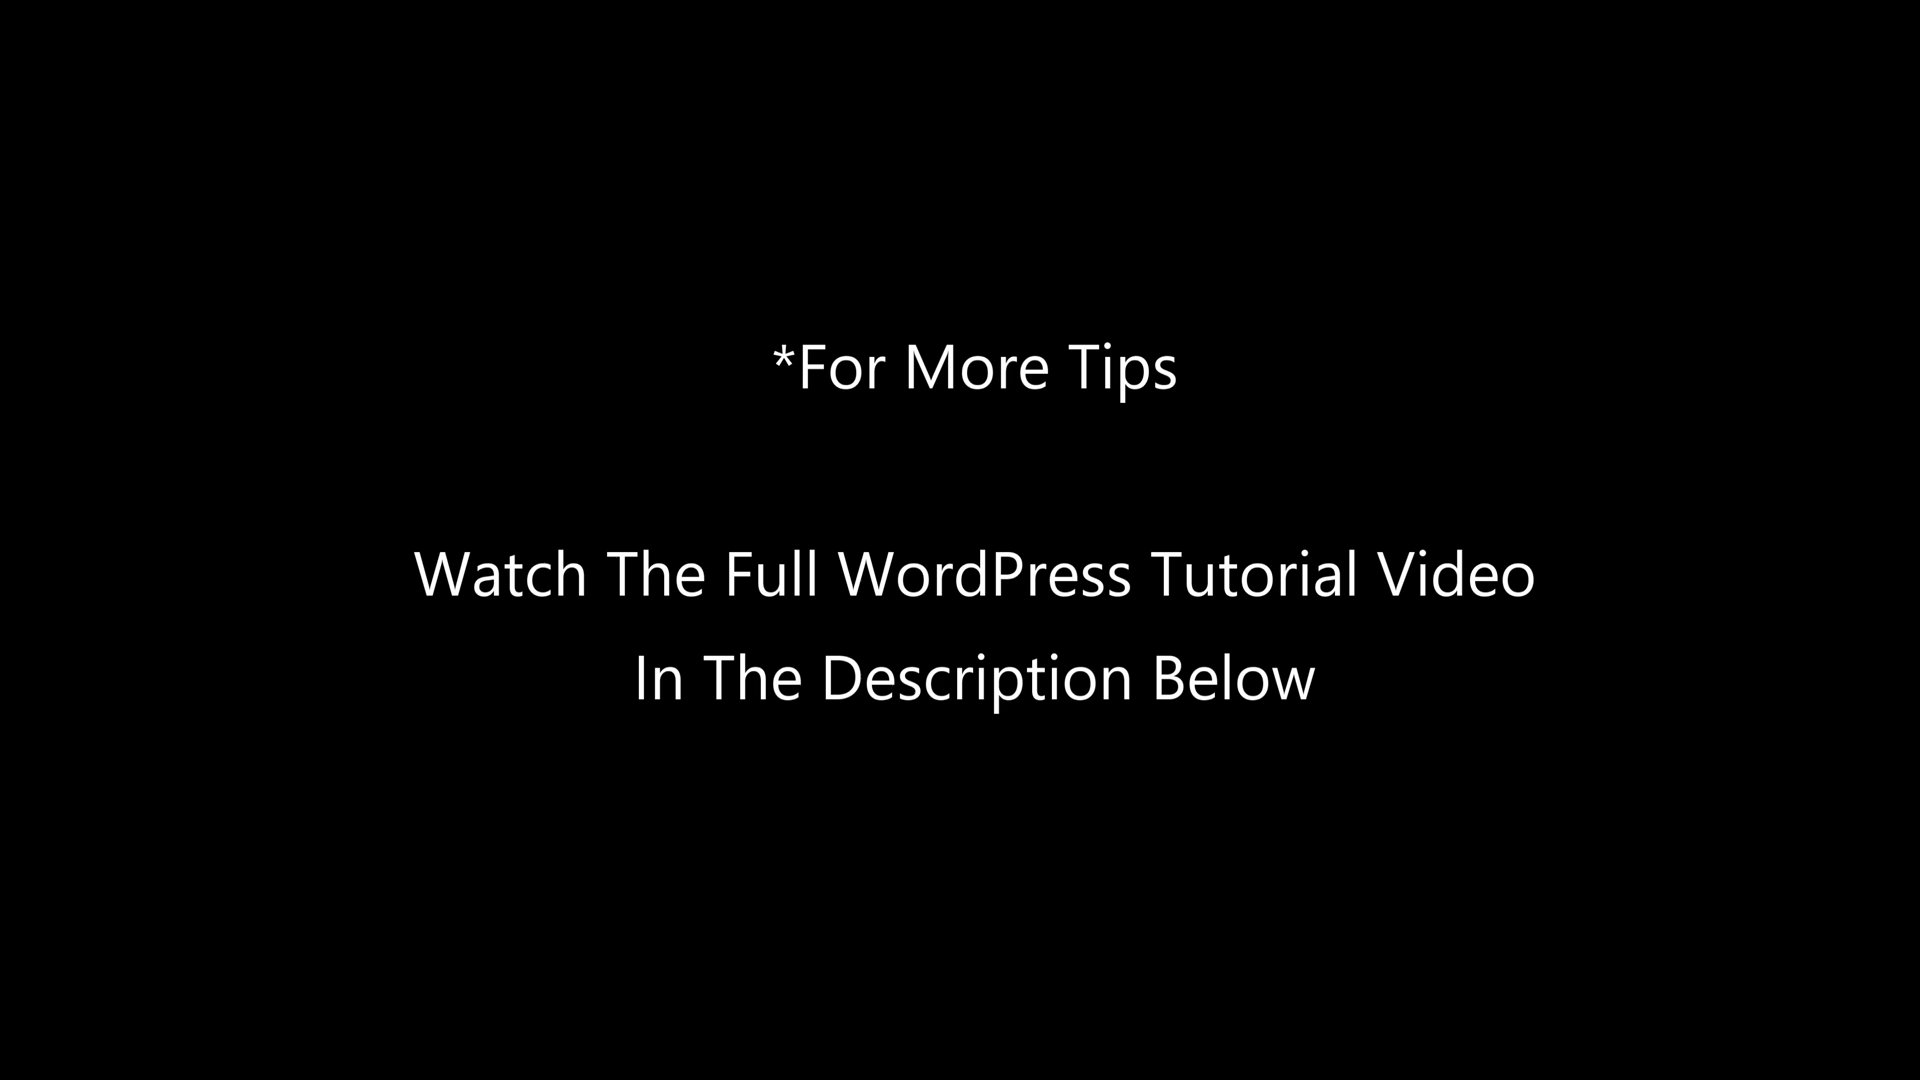 *For More Tips
Watch The Full WordPress Tutorial Video
In The Description Below